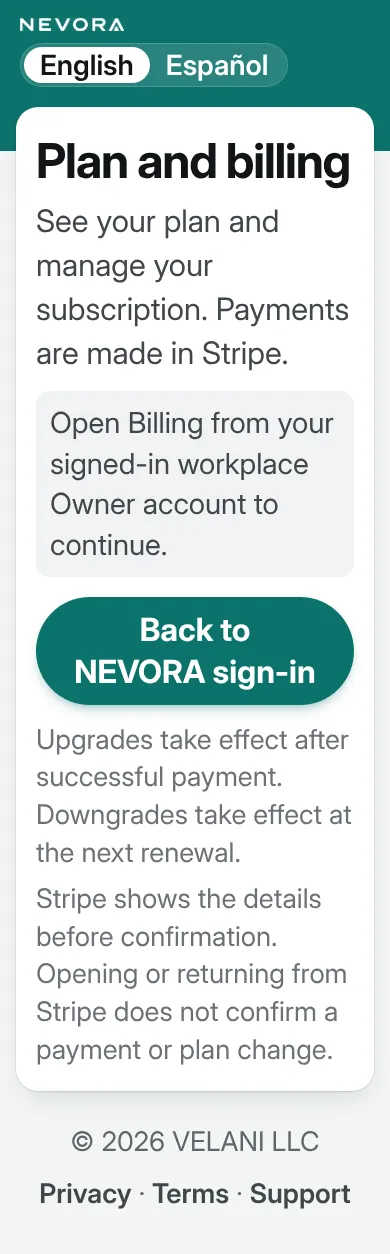 NEVORA
English Español
Plan and billing
See your plan and
manage your
subscription. Payments
are made in Stripe.
Open Billing from your
signed-in workplace
Owner account to
continue.
Back to
NEVORA sign-in
Upgrades take effect after
successful payment.
Downgrades take effect at
the next renewal.
Stripe shows the details
before confirmation.
Opening or returning from
Stripe does not confirm a
payment or plan change.
© 2026 VELANI LLC
Privacy · Terms · Support